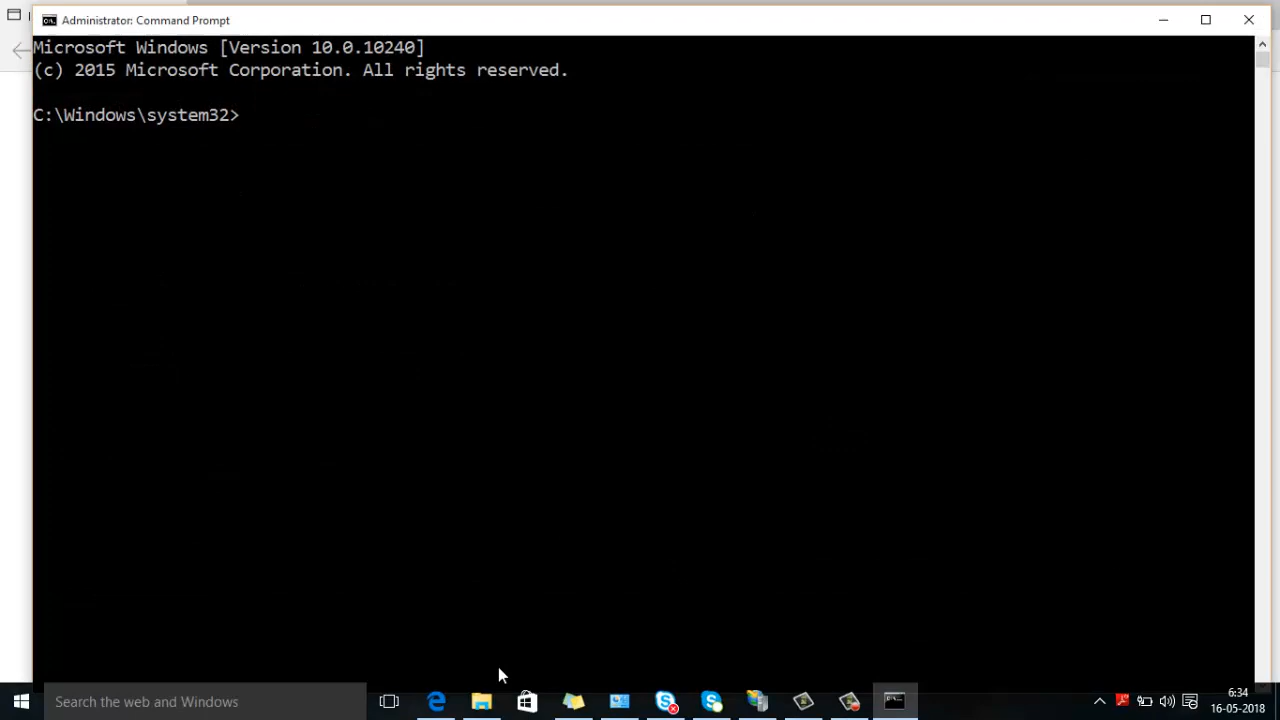 Administrator: Command Prompt
Microsoft Windows [Version 10.0.10240]
(c) 2015 Microsoft Corporation. All rights reserved.
C:\Windows\system32>
Search the web and Windows
6:34
16-05-2018